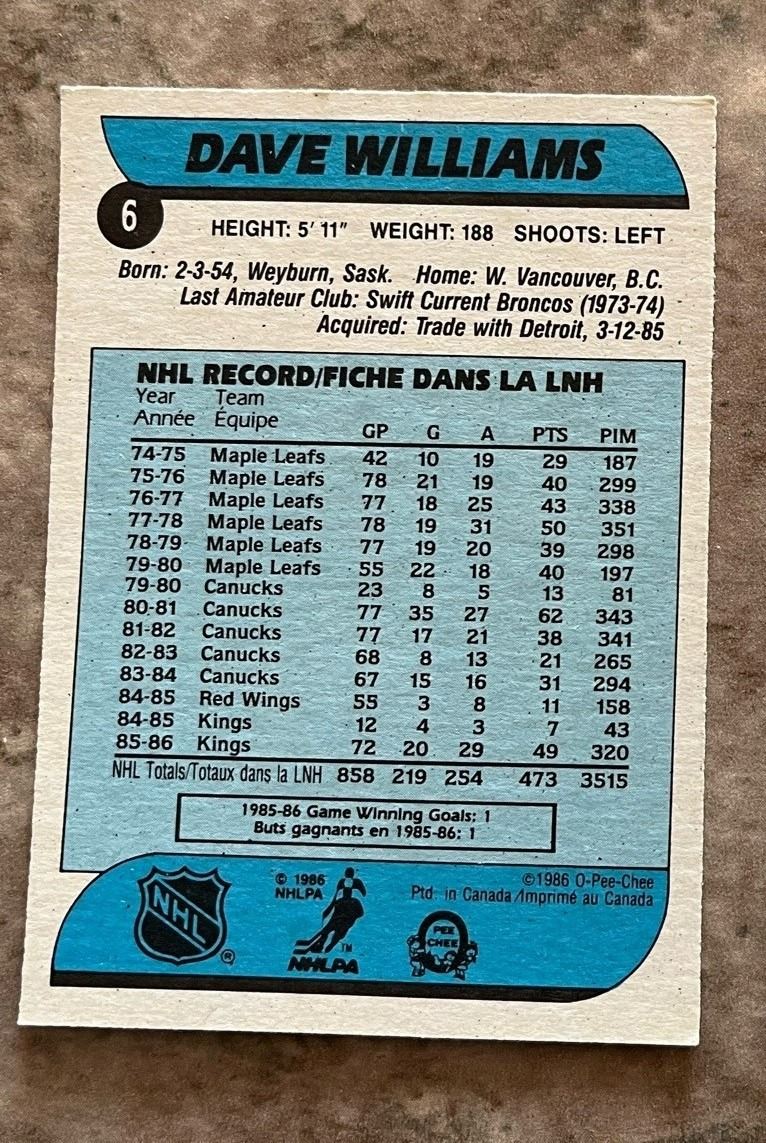 DAVE WILLIAMS
6
HEIGHT: 5' 11" WEIGHT: 188 SHOOTS: LEFT
Born: 2-3-54, Weyburn, Sask. Home: W. Vancouver, B.C.
Last Amateur Club: Swift Current Broncos (1973-74)
Acquired: Trade with Detroit, 3-12-85
NHL RECORD/FICHE DANS LA LNH
Year Team
Année Équipe GP G A PTS PIM
74-75 Maple Leafs 42 10 19 29 187
75-76 Maple Leafs 78 21 19 40 299
76-77 Maple Leafs 77 18 25 43 338
77-78 Maple Leafs 78 19 31 50 351
78-79 Maple Leafs 77 19 20 39 298
79-80 Maple Leafs 55 22 18 40 197
79-80 Canucks 23 8 5 13 81
80-81 Canucks 77 35 27 62 343
81-82 Canucks 77 17 21 38 341
82-83 Canucks 68 8 13 21 265
83-84 Canucks 67 15 16 31 294
84-85 Red Wings 55 3 8 11 158
84-85 Kings 12 4 3 7 43
85-86 Kings 72 20 29 49 320
NHL Totals/Totaux dans la LNH 858 219 254 473 3515
1985-86 Game Winning Goals: 1
Buts gagnants en 1985-86: 1
NHL
®
© 1986
NHLPA
TM
NHLPA
©1986 O-Pee-Chee
Ptd. in Canada/Imprimé au Canada
O
PEE
CHEE